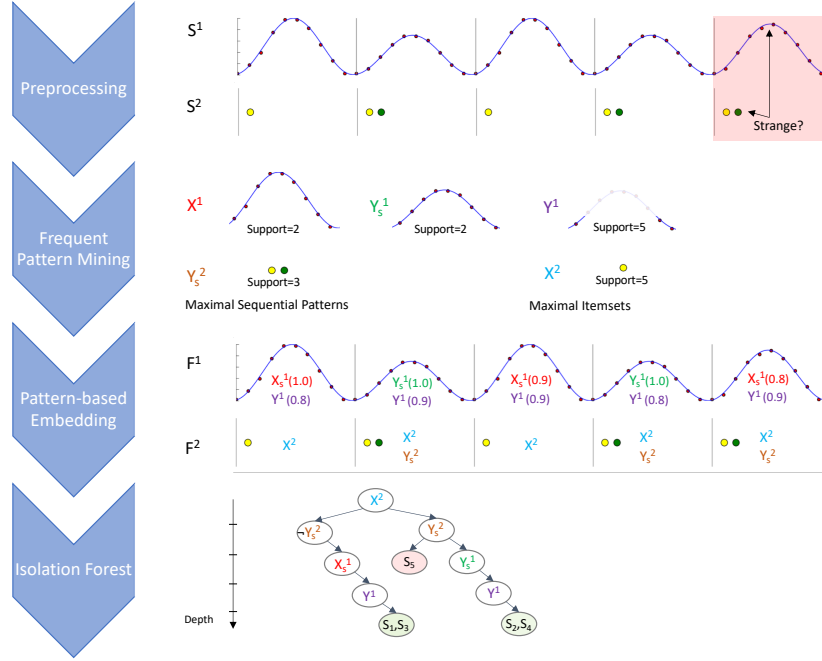 Preprocessing
S1
S2
Strange?
Frequent
Pattern Mining
X1
Support=2
Ys1
Support=2
Y1
Support=5
Ys2
Support=3
X2
Support=5
Maximal Sequential Patterns
Maximal Itemsets
Pattern-based
Embedding
F1
Xs1(1.0)
Y1(0.8)
Ys1(1.0)
Y1(0.9)
Xs1(0.9)
Y1(0.9)
Ys1(1.0)
Y1(0.8)
Xs1(0.8)
Y1(0.9)
F2
X2
X2
Ys2
X2
X2
Ys2
X2
Ys2
Isolation Forest
Depth
X2
¬Ys2
Ys2
Xs1
S5
Ys1
Y1
Y1
S1,S3
S2,S4